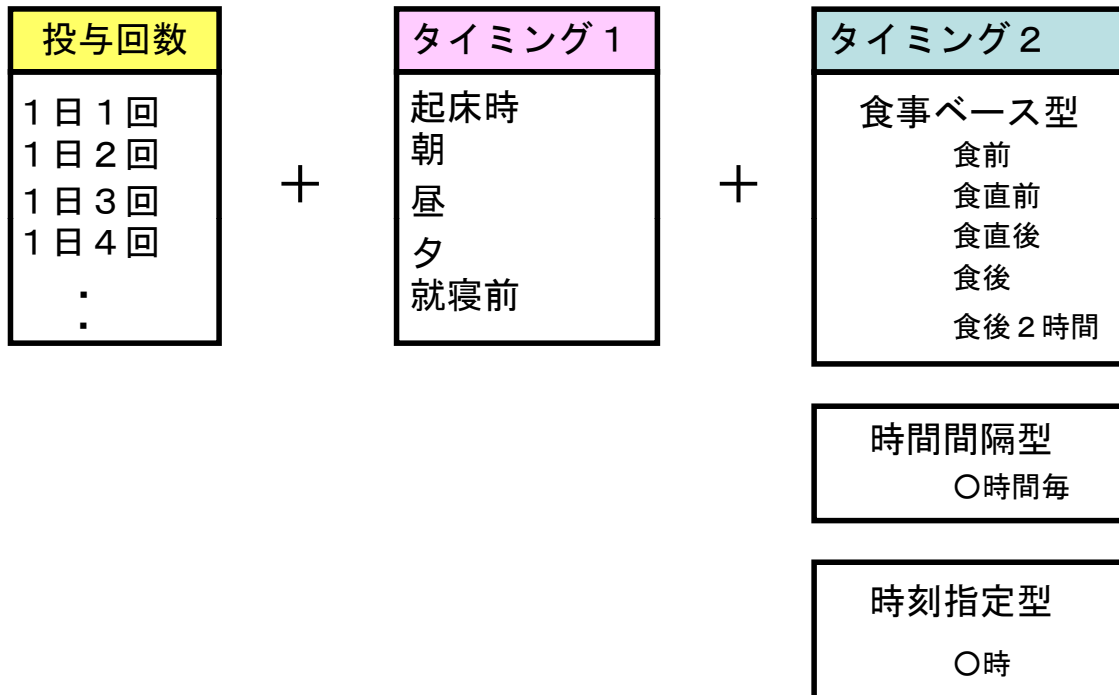 投与回数
１日１回
１日２回
１日３回
１日４回
・
・
＋
タイミング１
起床時
朝
昼
夕
就寝前
＋
タイミング２
食事ベース型
食前
食直前
食直後
食後
食後２時間
時間間隔型
○時間毎
時刻指定型
○時